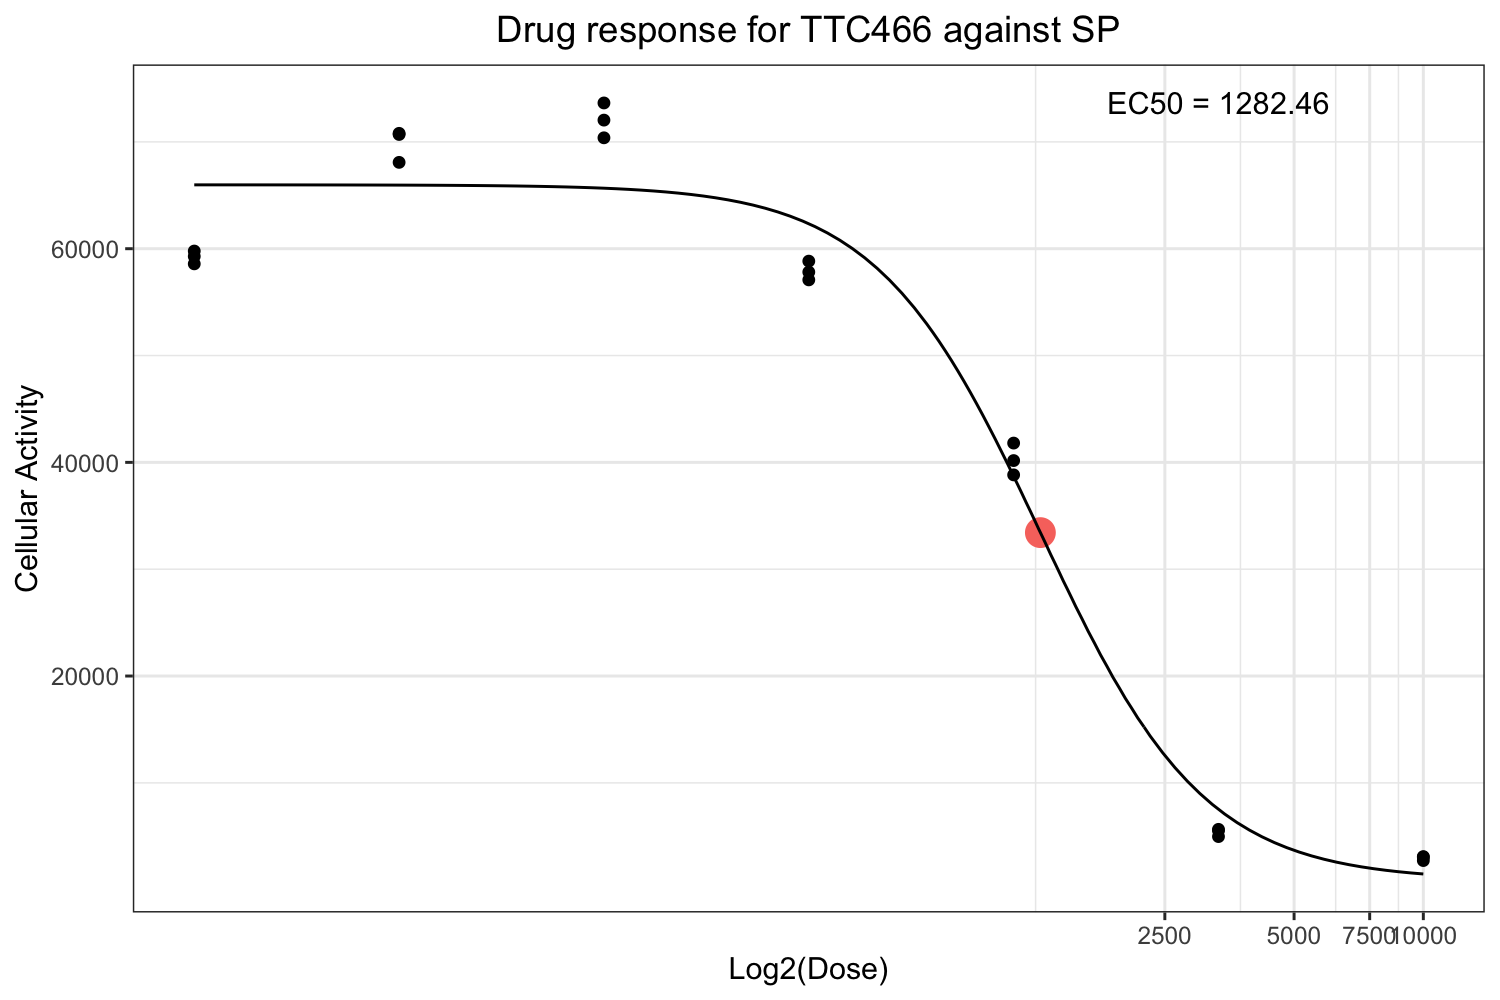 Drug response for TTC466 against SP
EC50 = 1282.46
60000
40000
20000
Cellular Activity
2500 5000 7500 10000
Log2(Dose)